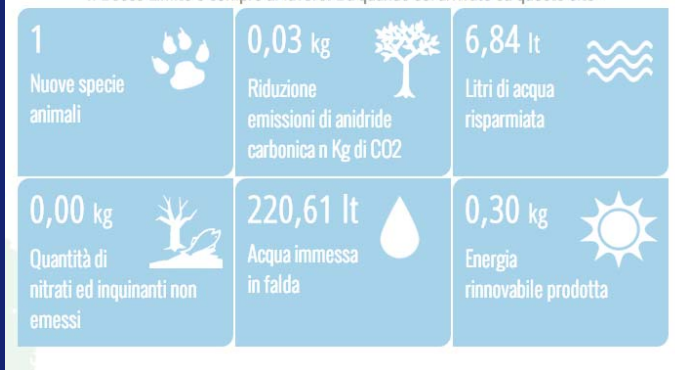 1
Nuove specie
animali
0,03 kg
Riduzione
emissioni di anidride
carbonica n Kg di CO2
6,84 lt
Litri di acqua
risparmiata
0,00 kg
Quantità di
nitrati ed inquinanti non
emessi
220,61 lt
Acqua immessa
in falda
0,30 kg
Energia
rinnovabile prodotta